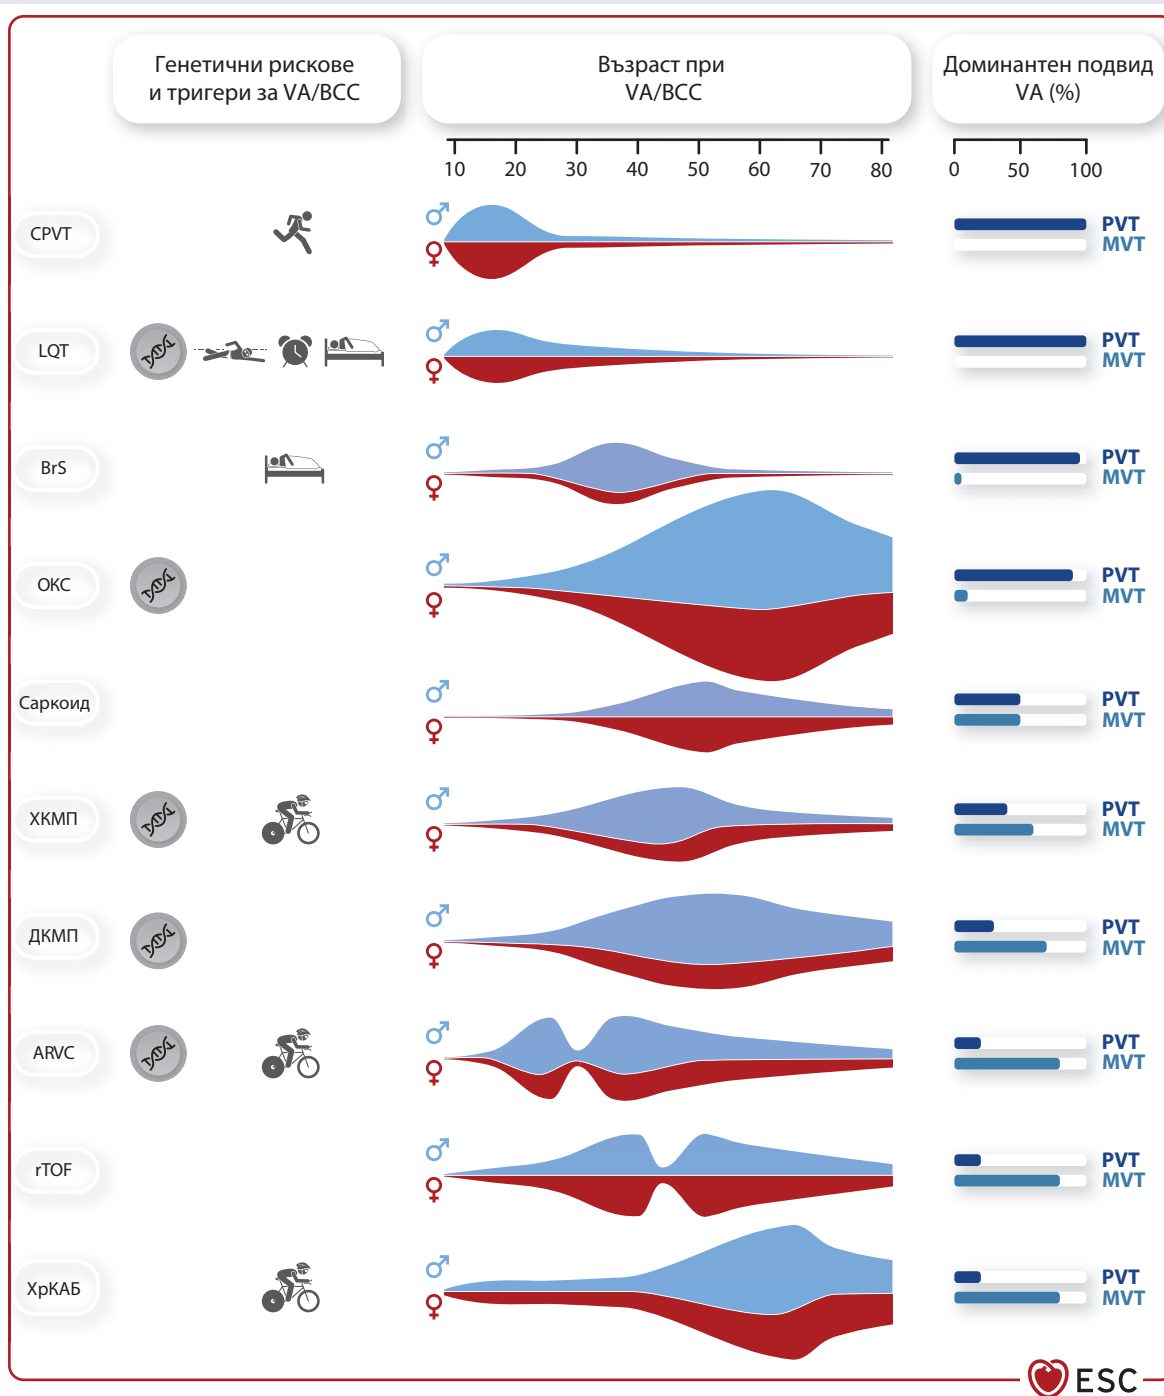 Генетични рискове
и тригери за VA/ВСС
Възраст при
VA/ВСС
Доминантен подвид
VA (%)
10 20 30 40 50 60 70 80
0 50 100
CPVT
♂
♀
PVT
MVT
LQT
♂
♀
PVT
MVT
BrS
♂
♀
PVT
MVT
ОКС
♂
♀
PVT
MVT
Саркоид
♂
♀
PVT
MVT
ХКМП
♂
♀
PVT
MVT
ДКМП
♂
♀
PVT
MVT
ARVC
♂
♀
PVT
MVT
rTOF
♂
♀
PVT
MVT
ХрКАБ
♂
♀
PVT
MVT
ESC